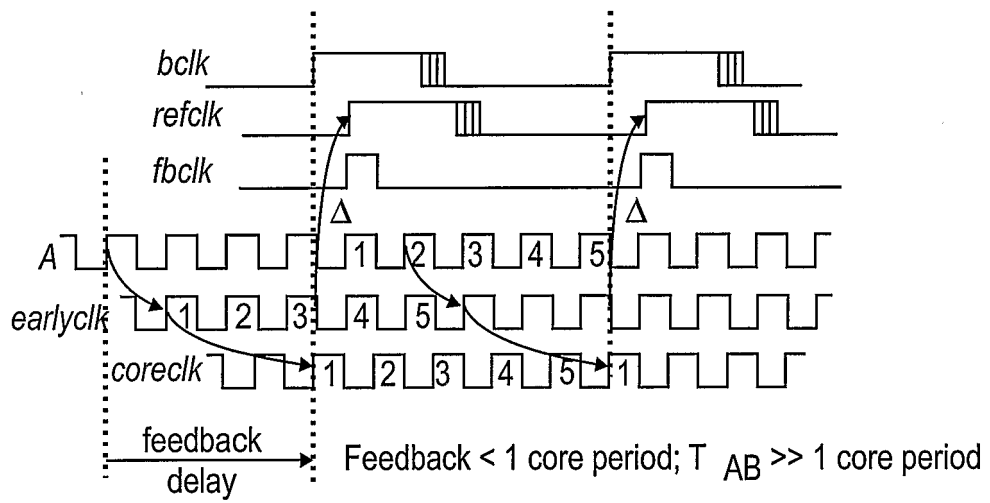 bclk
refclk
fbclk
Δ Δ
A 1 2 3 4 5
earlyclk 1 2 3 4 5
coreclk 1 2 3 4 5 1
feedback
delay
Feedback < 1 core period; T AB >> 1 core period